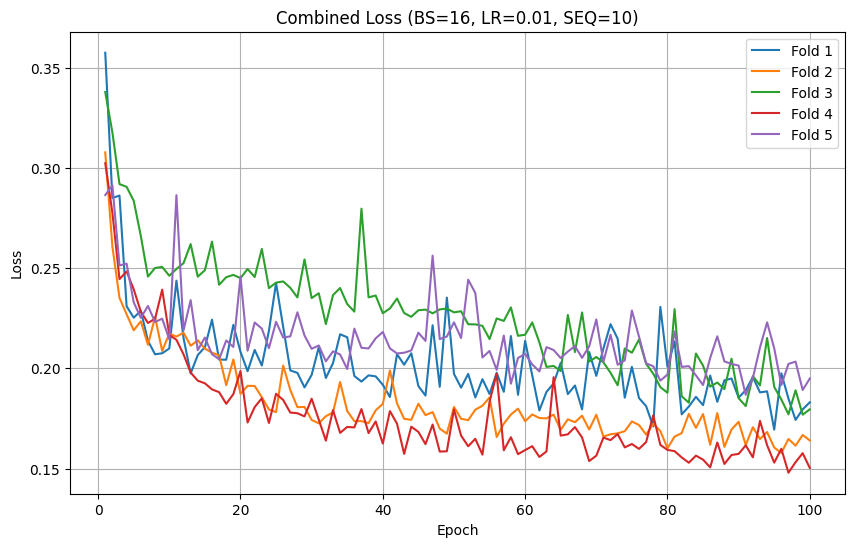 Combined Loss (BS=16, LR=0.01, SEQ=10)
Fold 1
Fold 2
Fold 3
Fold 4
Fold 5
Loss
0.35
0.30
0.25
0.20
0.15
0 20 40 60 80 100
Epoch